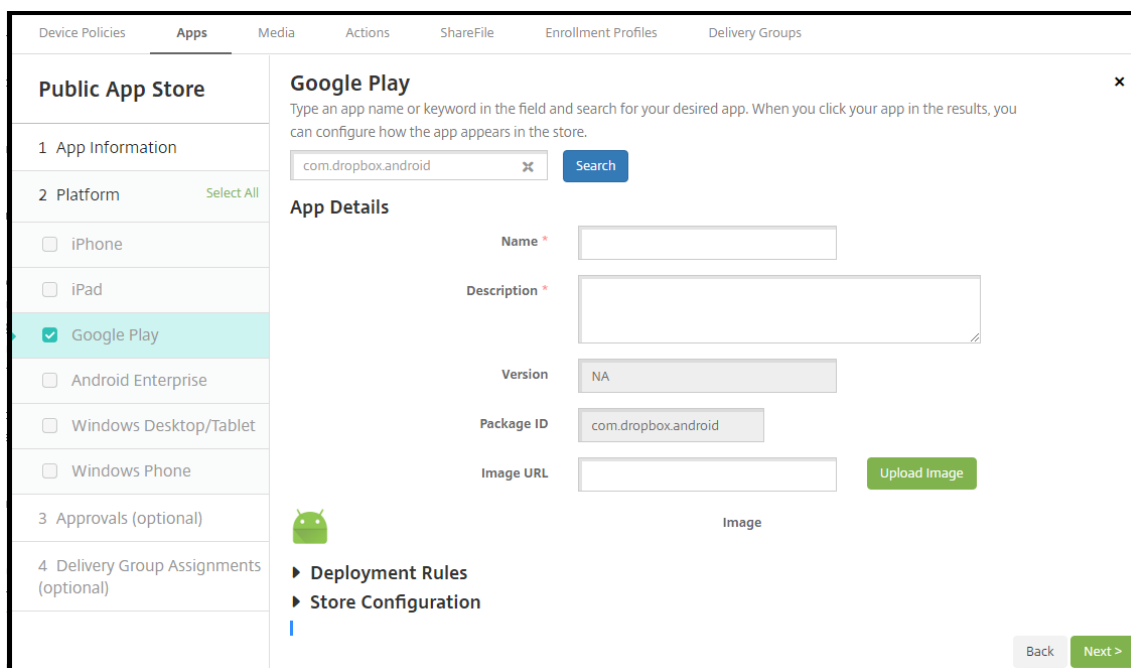 Device Policies Apps Media Actions ShareFile Enrollment Profiles Delivery Groups
Public App Store
1 App Information
2 Platform Select All
iPhone
iPad
Google Play
Android Enterprise
Windows Desktop/Tablet
Windows Phone
3 Approvals (optional)
4 Delivery Group Assignments
(optional)
Google Play
Type an app name or keyword in the field and search for your desired app. When you click your app in the results, you
can configure how the app appears in the store.
com.dropbox.android Search
App Details
Name *
Description *
Version NA
Package ID com.dropbox.android
Image URL Upload Image
Image
Deployment Rules
Store Configuration
Back Next >